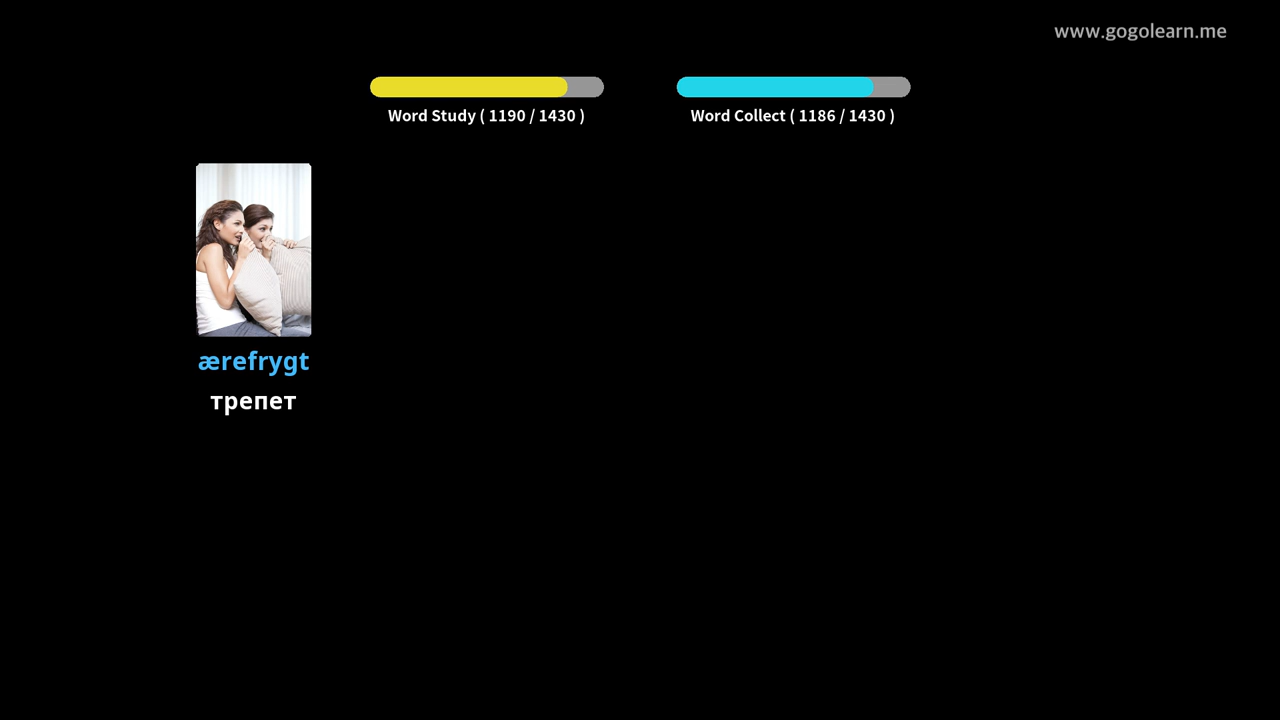 www.gogolearn.me
Word Study ( 1190 / 1430 )
Word Collect ( 1186 / 1430 )
ærefrygt
трепет